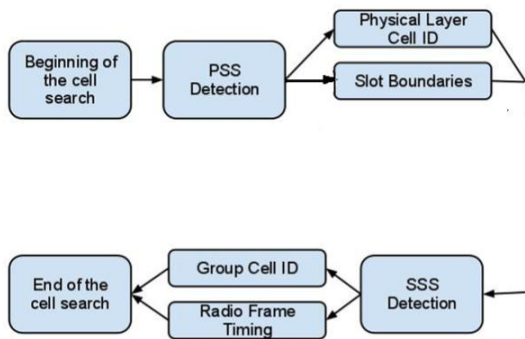 Beginning of
the cell
search
PSS
Detection
Physical Layer
Cell ID
Slot Boundaries
End of the
cell search
Group Cell ID
Radio Frame
Timing
SSS
Detection